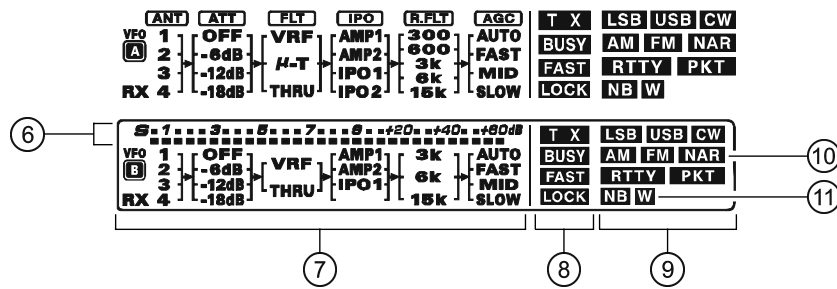 ANT ATT FLT IPO R.FLT AGC
VFO 1 OFF VRF AMP1 300 AUTO T X LSB USB CW
A 2 -6dB μ-T AMP2 600 FAST BUSY AM FM NAR
3 -12dB IPO1 3k MID FAST RTTY PKT
RX 4 -18dB THRU IPO2 6k SLOW LOCK NB W
15k
6 S 1 3 5 7 9 +20 +40 +60dB T X LSB USB CW
VFO 1 OFF VRF AMP1 3k AUTO BUSY AM FM NAR 10
B 2 -6dB AMP2 6k FAST FAST RTTY PKT
3 -12dB THRU IPO1 MID
RX 4 -18dB 15k SLOW LOCK NB W 11
7 8 9